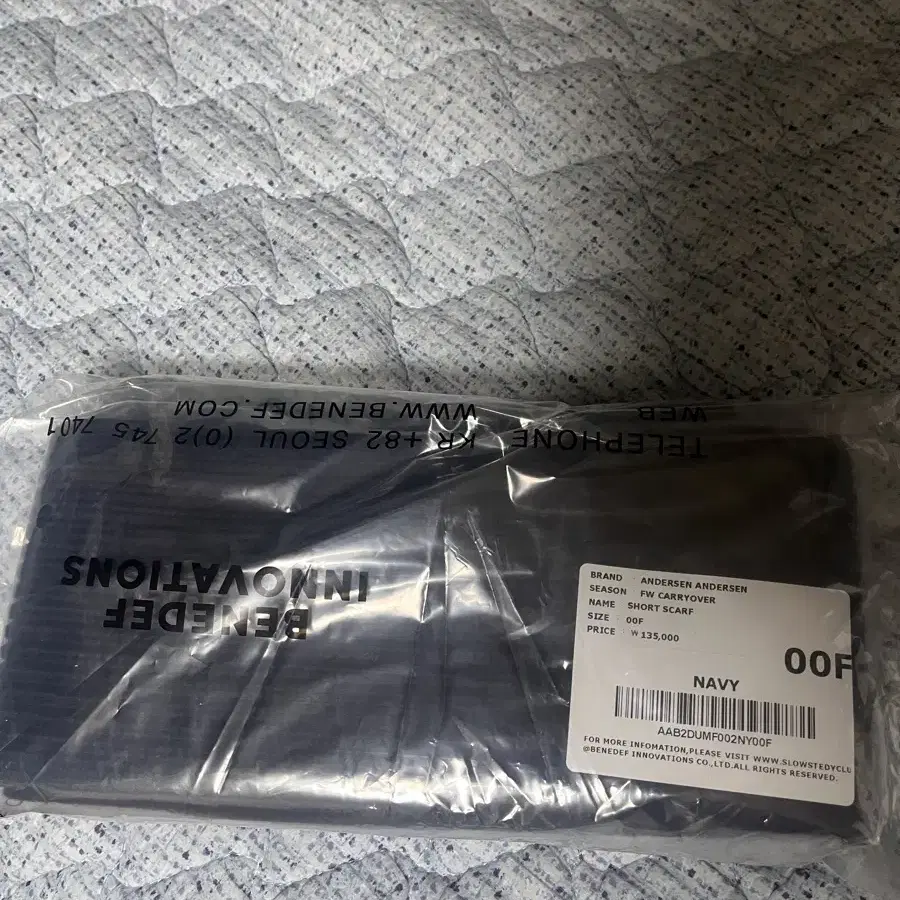 TELEPHONE KR +82 SEOUL (0)2 745 7401
WEB WWW.BENEDEF.COM
BENEDEF
INNOVATIONS
BRAND : ANDERSEN ANDERSEN
SEASON FW CARRYOVER
NAME SHORT SCARF
SIZE : 00F
PRICE : ₩ 135,000
00F
NAVY
AAB2DUMF002NY00F
FOR MORE INFOMATION,PLEASE VISIT WWW.SLOWSTEDYCLU
@BENEDEF INNOVATIONS CO.,LTD.ALL RIGHTS RESERVED.